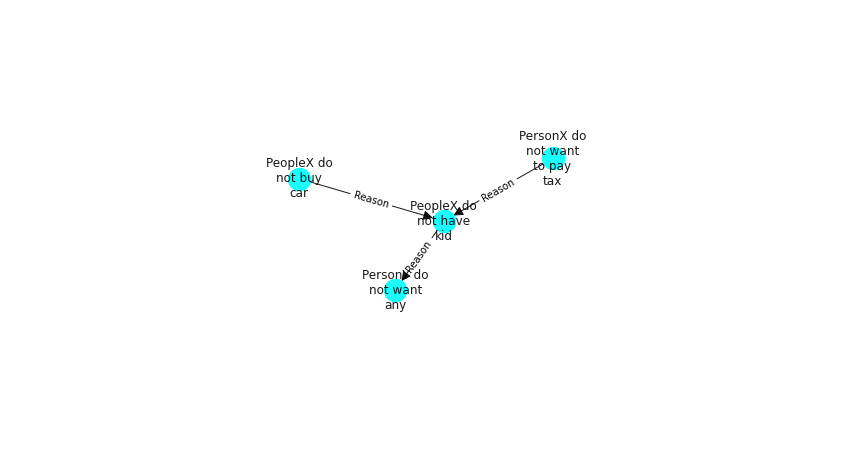 PersonX do
not want
to pay
tax
PeopleX do
not buy
car
Reason
Reason
PeopleX do
not have
kid
Reason
PersonX do
not want
any